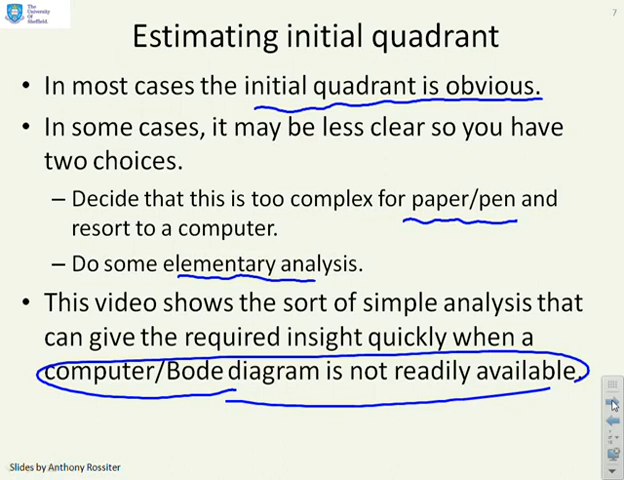 The
University
Of
Sheffield.
7
Estimating initial quadrant
• In most cases the initial quadrant is obvious.
• In some cases, it may be less clear so you have
two choices.
– Decide that this is too complex for paper/pen and
resort to a computer.
– Do some elementary analysis.
• This video shows the sort of simple analysis that
can give the required insight quickly when a
computer/Bode diagram is not readily available.
Slides by Anthony Rossiter